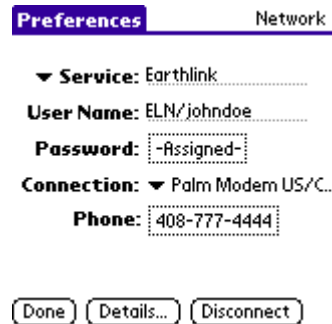 Preferences Network
Service: Earthlink
User Name: ELN/johndoe
Password: -Assigned-
Connection: Palm Modem US/C...
Phone: 408-777-4444
Done Details... Disconnect